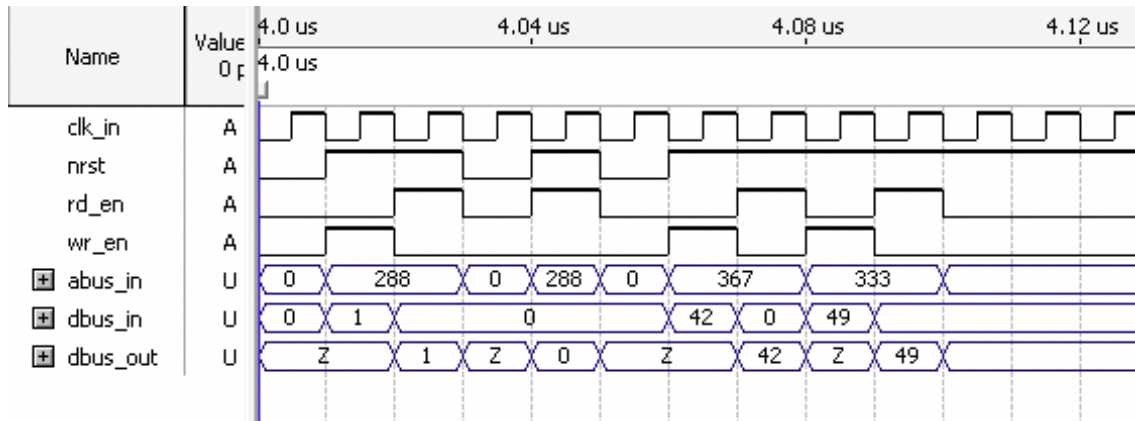 Name
Value
0 p
4.0 us 4.04 us 4.08 us 4.12 us
4.0 us
clk_in A
nrst A
rd_en A
wr_en A
abus_in U 0 288 0 288 0 367 333
dbus_in U 0 1 0 42 0 49
dbus_out U Z 1 Z 0 Z 42 Z 49